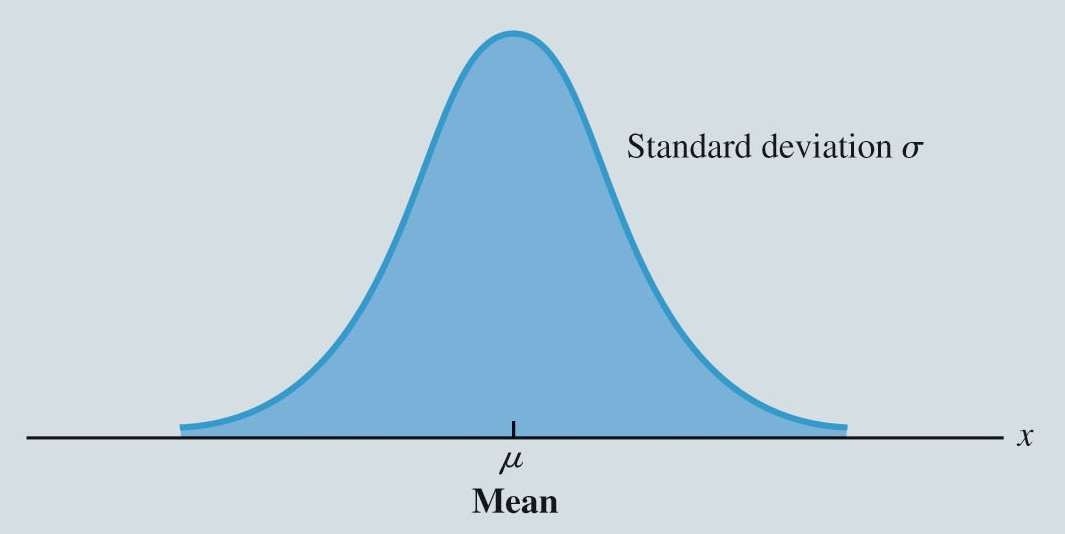 Standard deviation σ
x
μ
Mean